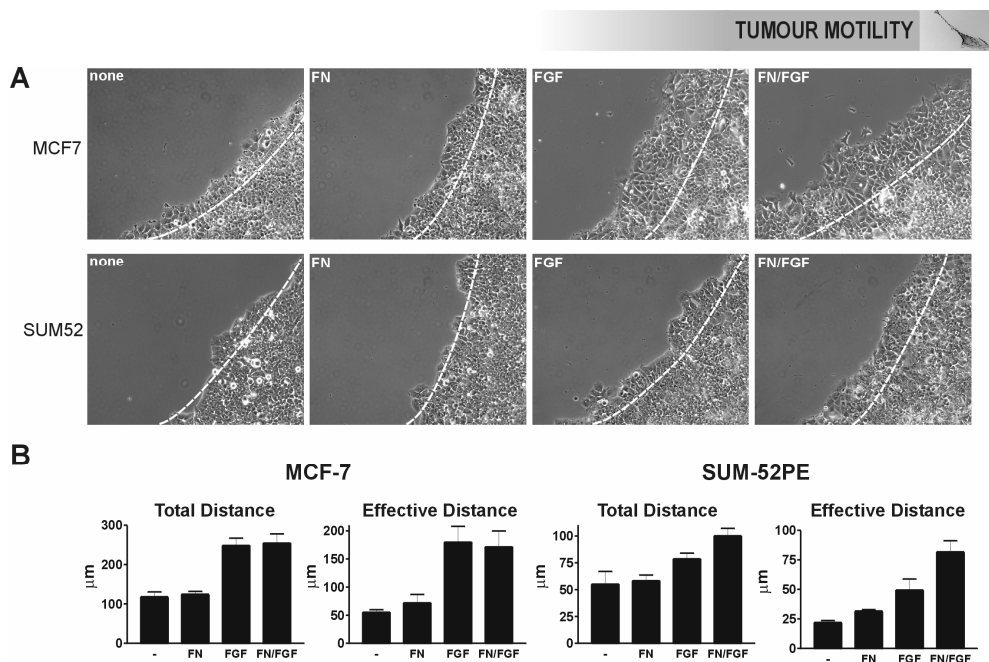 TUMOUR MOTILITY
A
none FN FGF FN/FGF
MCF7
none FN FGF FN/FGF
SUM52
B
MCF-7 SUM-52PE
Total Distance Effective Distance Total Distance Effective Distance
μm 300 200 100 0
- FN FGF FN/FGF
μm 200 150 100 50 0
- FN FGF FN/FGF
μm 100 75 50 25 0
- FN FGF FN/FGF
μm 100 75 50 25 0
- FN FGF FN/FGF